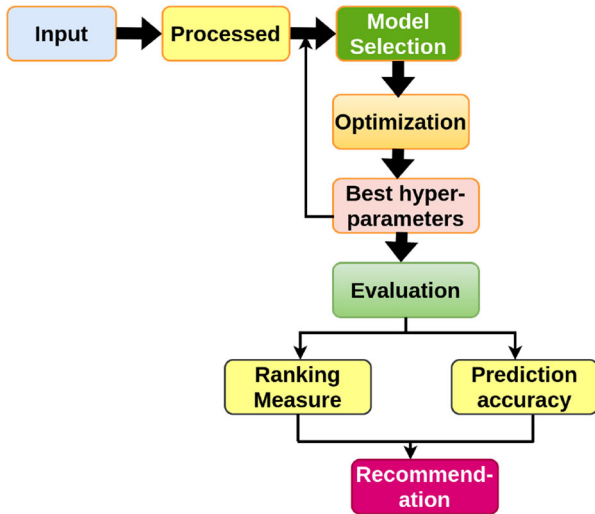 Input
Processed
Model
Selection
Optimization
Best hyper-
parameters
Evaluation
Ranking
Measure
Prediction
accuracy
Recommend-
ation